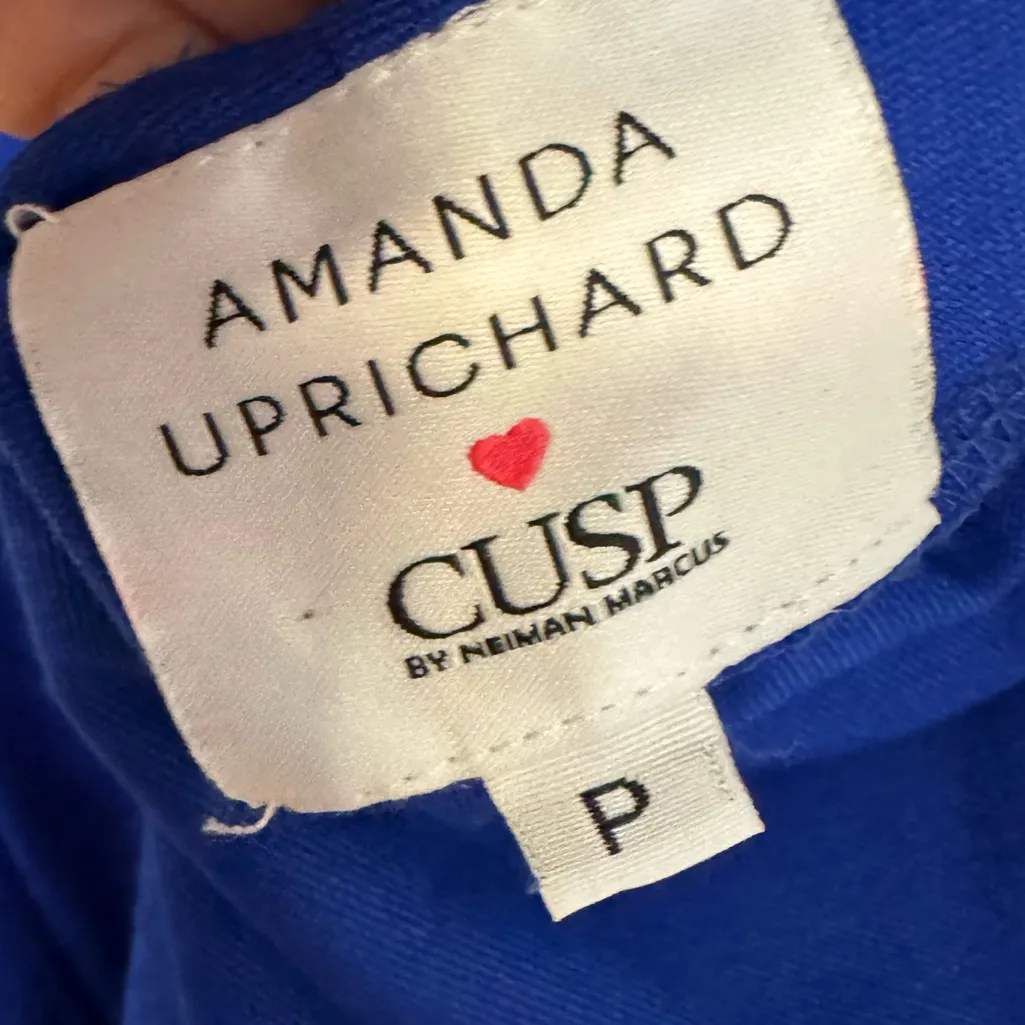 AMANDA
UPRICHARD
CUSP
BY NEIMAN MARCUS
P